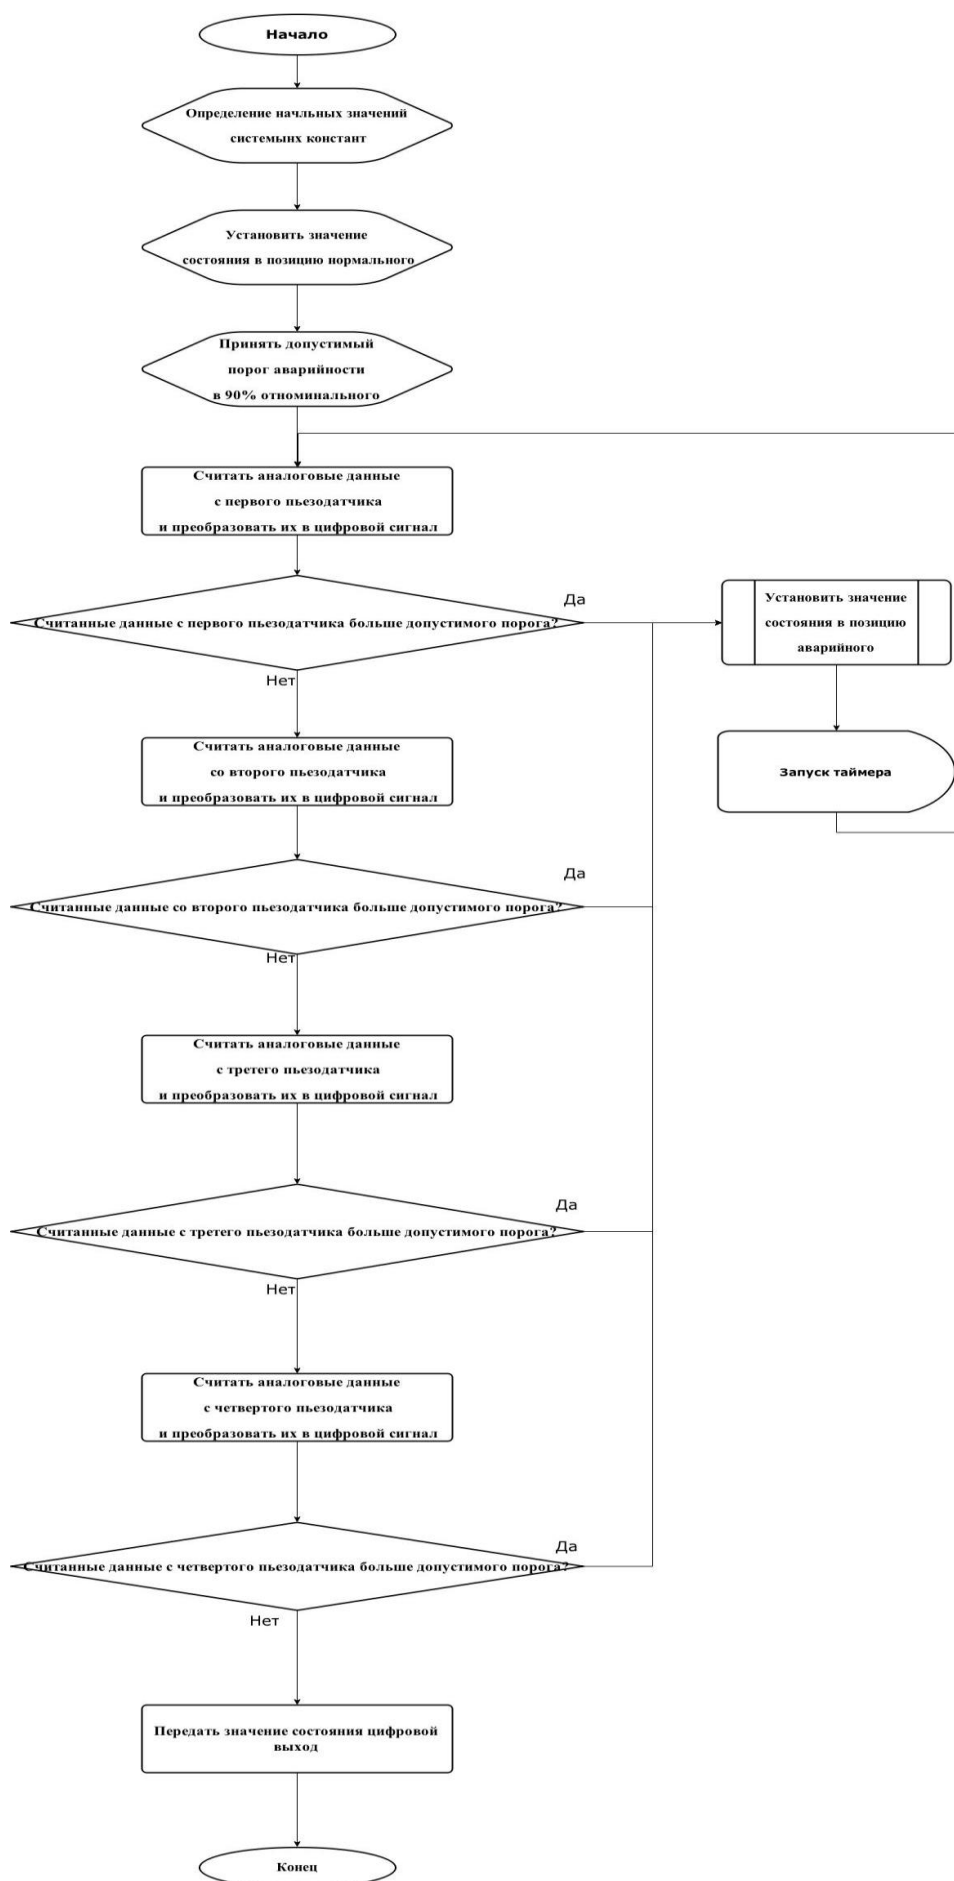 Начало
Определение начльных значений
системынх констант
Установить значение
состояния в позицию нормального
Принять допустимый
порог аварийности
в 90% отноминального
Считать аналоговые данные
с первого пьезодатчика
и преобразовать их в цифровой сигнал
Да
Считанные данные с первого пьезодатчика больше допустимого порога?
Установить значение
состояния в позицию
аварийного
Нет
Считать аналоговые данные
со второго пьезодатчика
и преобразовать их в цифровой сигнал
Запуск таймера
Да
Считанные данные со второго пьезодатчика больше допустимого порога?
Нет
Считать аналоговые данные
с третего пьезодатчика
и преобразовать их в цифровой сигнал
Да
Считанные данные с третего пьезодатчика больше допустимого порога?
Нет
Считать аналоговые данные
с четвертого пьезодатчика
и преобразовать их в цифровой сигнал
Да
Считанные данные с четвертого пьезодатчика больше допустимого порога?
Нет
Передать значение состояния цифровой
выход
Конец